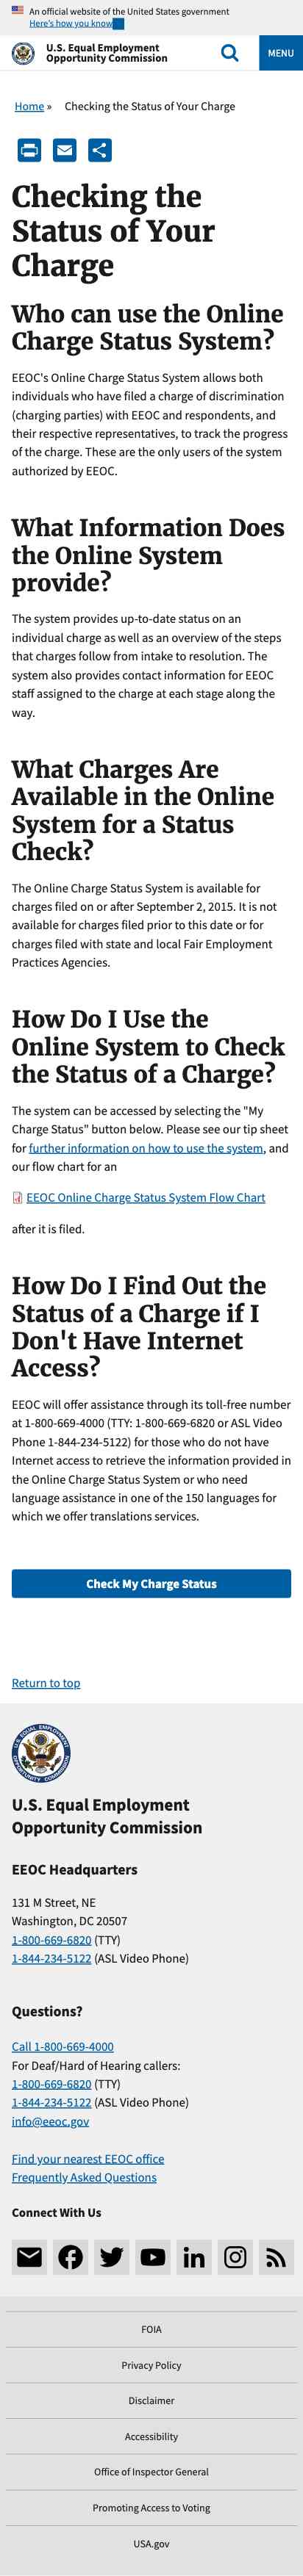 An official website of the United States government
Here's how you know
U.S. Equal Employment
Opportunity Commission
MENU
Home » Checking the Status of Your Charge
Checking the
Status of Your
Charge
Who can use the Online
Charge Status System?
EEOC's Online Charge Status System allows both
individuals who have filed a charge of discrimination
(charging parties) with EEOC and respondents, and
their respective representatives, to track the progress
of the charge. These are the only users of the system
authorized by EEOC.
What Information Does
the Online System
provide?
The system provides up-to-date status on an
individual charge as well as an overview of the steps
that charges follow from intake to resolution. The
system also provides contact information for EEOC
staff assigned to the charge at each stage along the
way.
What Charges Are
Available in the Online
System for a Status
Check?
The Online Charge Status System is available for
charges filed on or after September 2, 2015. It is not
available for charges filed prior to this date or for
charges filed with state and local Fair Employment
Practices Agencies.
How Do I Use the
Online System to Check
the Status of a Charge?
The system can be accessed by selecting the "My
Charge Status" button below. Please see our tip sheet
for further information on how to use the system, and
our flow chart for an
EEOC Online Charge Status System Flow Chart
after it is filed.
How Do I Find Out the
Status of a Charge if I
Don't Have Internet
Access?
EEOC will offer assistance through its toll-free number
at 1-800-669-4000 (TTY: 1-800-669-6820 or ASL Video
Phone 1-844-234-5122) for those who do not have
Internet access to retrieve the information provided in
the Online Charge Status System or who need
language assistance in one of the 150 languages for
which we offer translations services.
Check My Charge Status
Return to top
U.S. Equal Employment
Opportunity Commission
EEOC Headquarters
131 M Street, NE
Washington, DC 20507
1-800-669-6820 (TTY)
1-844-234-5122 (ASL Video Phone)
Questions?
Call 1-800-669-4000
For Deaf/Hard of Hearing callers:
1-800-669-6820 (TTY)
1-844-234-5122 (ASL Video Phone)
info@eeoc.gov
Find your nearest EEOC office
Frequently Asked Questions
Connect With Us
FOIA
Privacy Policy
Disclaimer
Accessibility
Office of Inspector General
Promoting Access to Voting
USA.gov